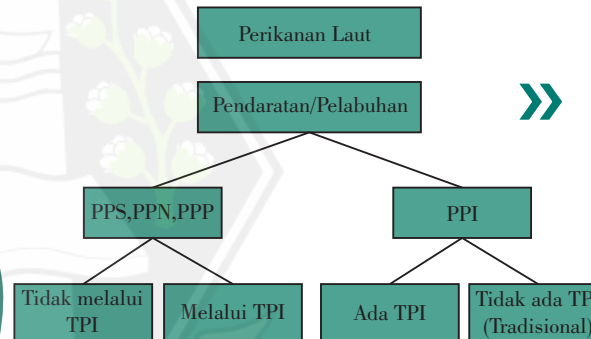 Perikanan Laut
Pendaratan/Pelabuhan
PPS,PPN,PPP
PPI
Tidak melalui
TPI
Melalui TPI
Ada TPI
Tidak ada TP
(Tradisional)